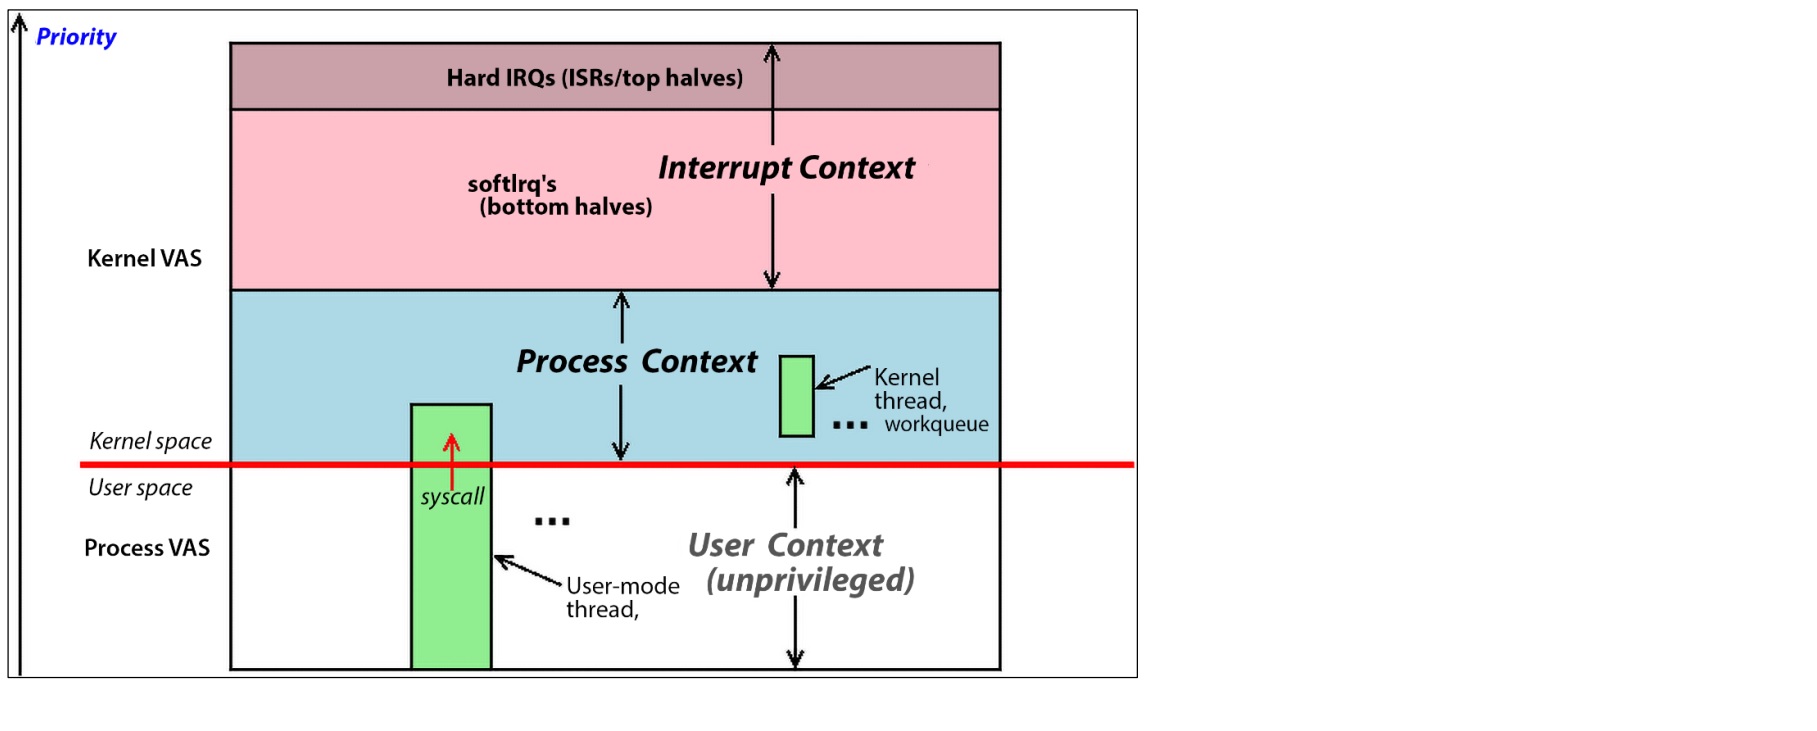 Priority
Hard IRQs (ISRs/top halves)
Interrupt Context
softIrq's
(bottom halves)
Kernel VAS
Process Context
Kernel
thread,
... workqueue
Kernel space
User space
syscall
...
Process VAS
User Context
(unprivileged)
User-mode
thread,